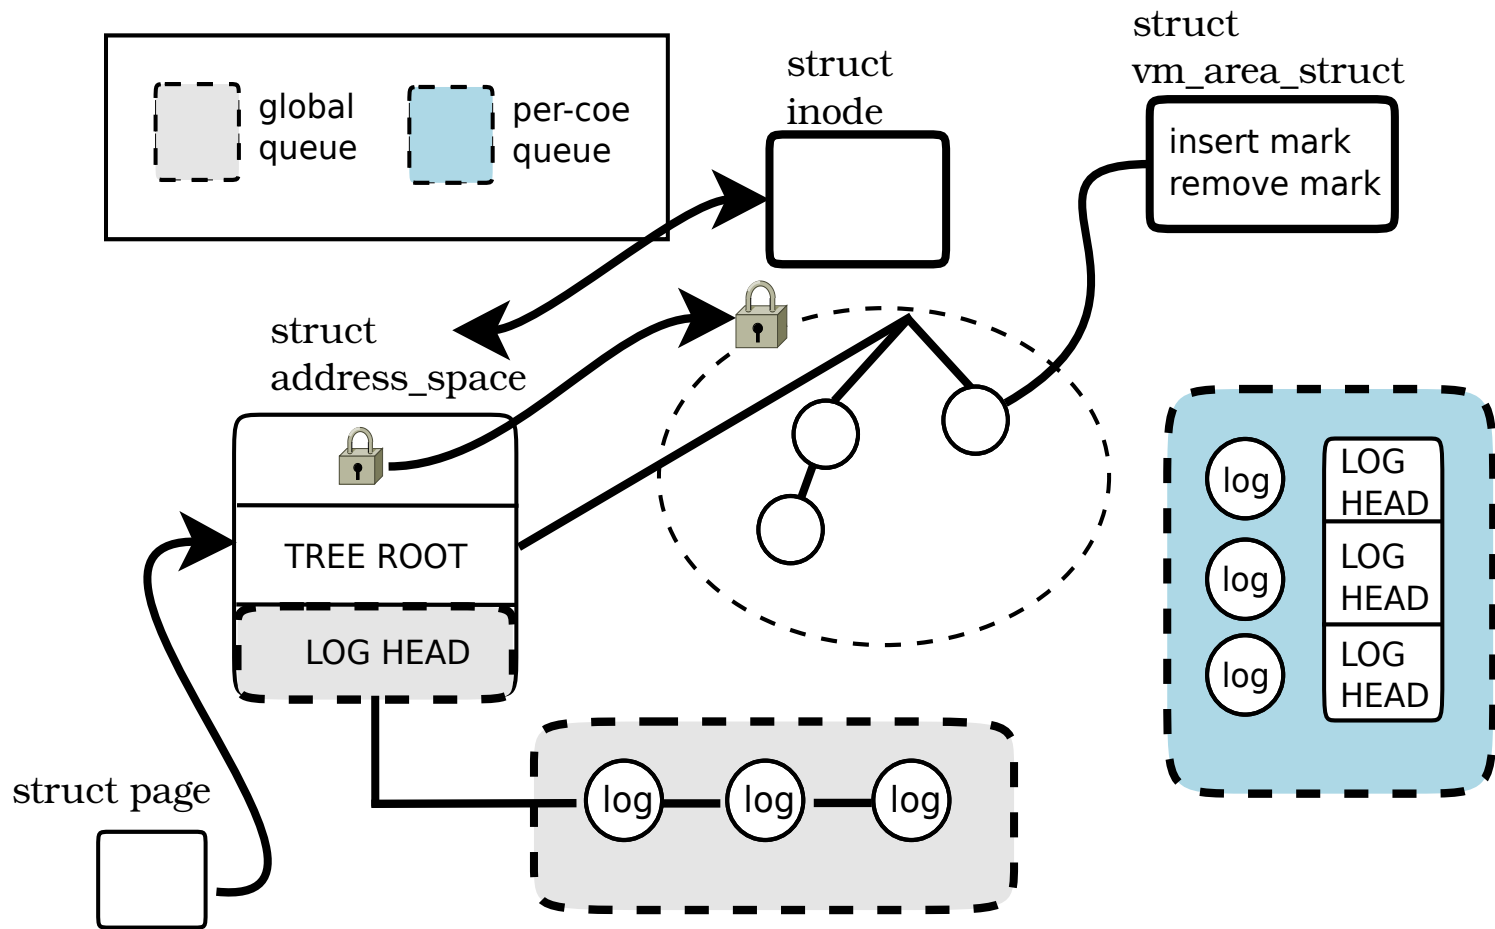 struct
vm_area_struct
struct
inode
global
queue
per-coe
queue
insert mark
remove mark
struct
address_space
TREE ROOT
LOG HEAD
log
LOG
HEAD
log
LOG
HEAD
log
LOG
HEAD
struct page
log
log
log